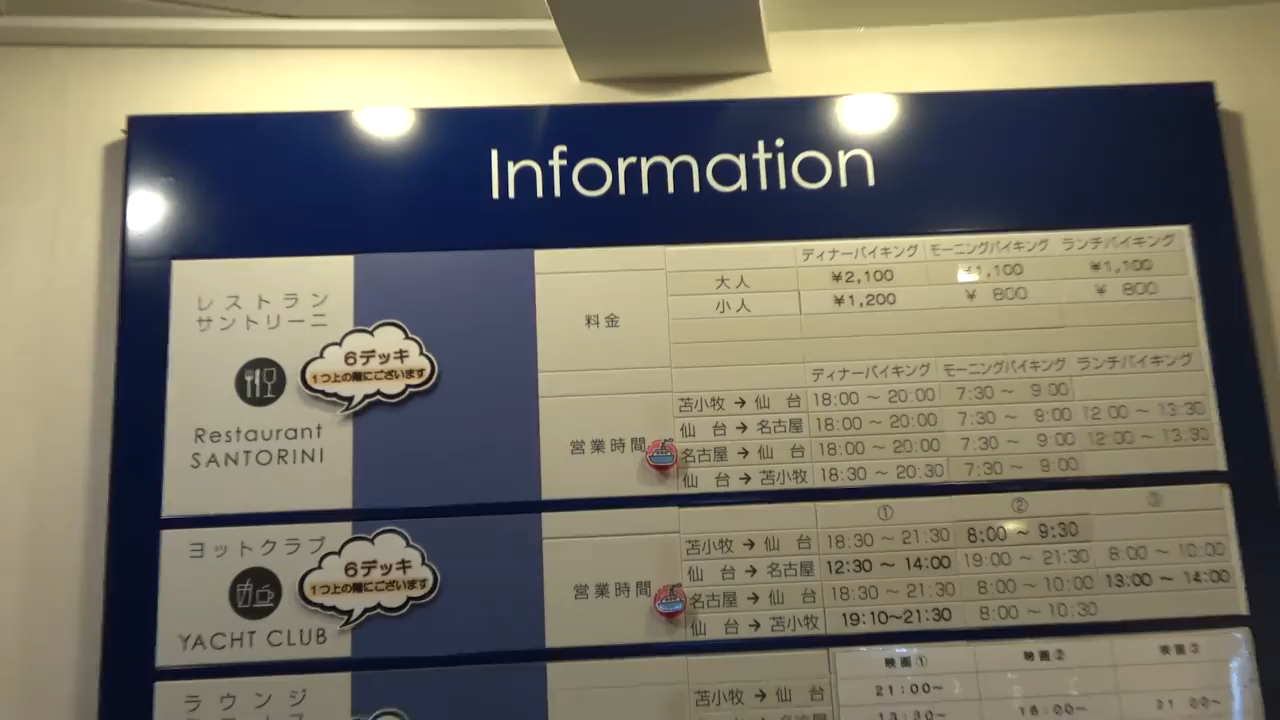 Information
レストラン
サントリーニ
6デッキ
1つ上の階にございます
Restaurant
SANTORINI
料金
ディナーバイキング モーニングバイキング ランチバイキング
大人 ¥2,100 ¥1,100 ¥1,100
小人 ¥1,200 ¥ 800 ¥ 800
営業時間
ディナーバイキング モーニングバイキング ランチバイキング
苫小牧 → 仙 台 18:00 ~ 20:00 7:30 ~ 9:00
仙 台 → 名古屋 18:00 ~ 20:00 7:30 ~ 9:00 12:00 ~ 13:30
名古屋 → 仙 台 18:00 ~ 20:00 7:30 ~ 9:00 12:00 ~ 13:30
仙 台 → 苫小牧 18:30 ~ 20:30 7:30 ~ 9:00
ヨットクラブ
6デッキ
1つ上の階にございます
YACHT CLUB
営業時間
① ② ③
苫小牧 → 仙 台 18:30 ~ 21:30 8:00 ~ 9:30
仙 台 → 名古屋 12:30 ~ 14:00 19:00 ~ 21:30 8:00 ~ 10:00
名古屋 → 仙 台 18:30 ~ 21:30 8:00 ~ 10:00 13:00 ~ 14:00
仙 台 → 苫小牧 19:10~21:30 8:00 ~ 10:30
ラウンジ
映画① 映画② 映画③
苫小牧 → 仙 台 21:00~
13:30~ 18:00~ 21:00~